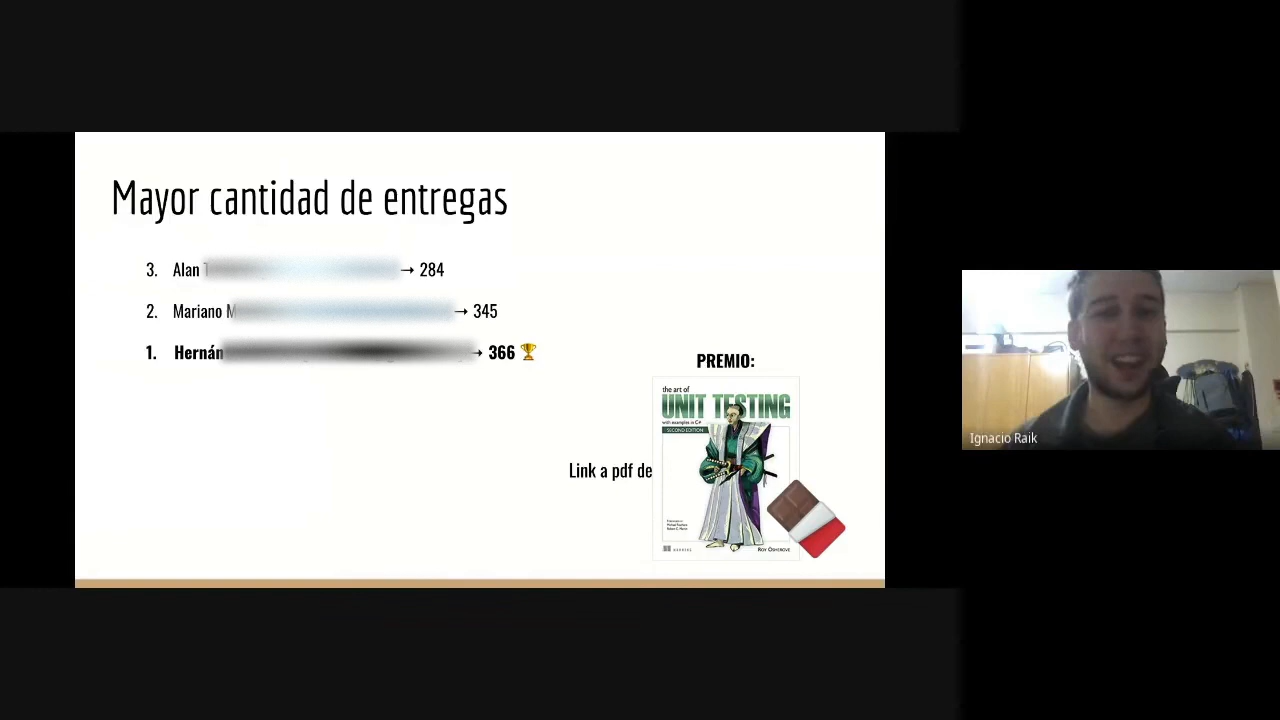 Mayor cantidad de entregas
3. Alan → 284
2. Mariano M → 345
1. Hernán → 366 🏆
PREMIO:
the art of
UNIT TESTING
with examples in C#
SECOND EDITION
Link a pdf de
MANNING
ROY OSHEROVE
Ignacio Raik